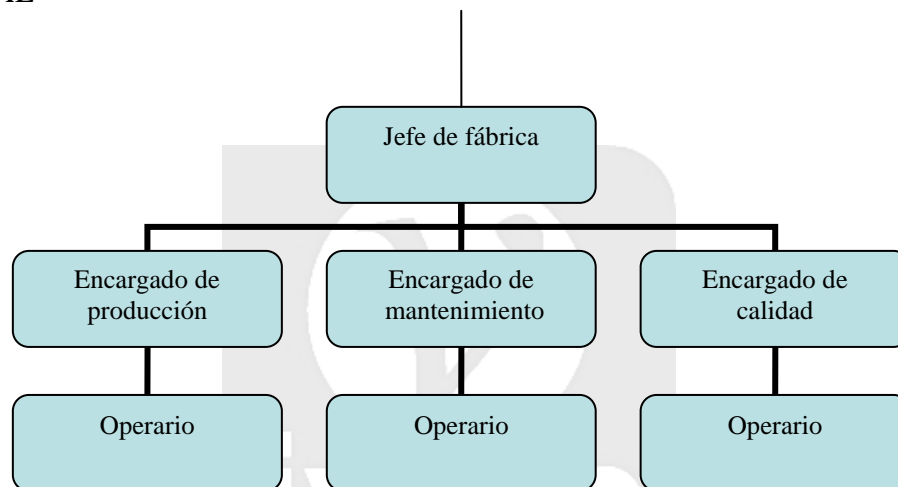 Jefe de fábrica
Encargado de
producción
Encargado de
mantenimiento
Encargado de
calidad
Operario
Operario
Operario